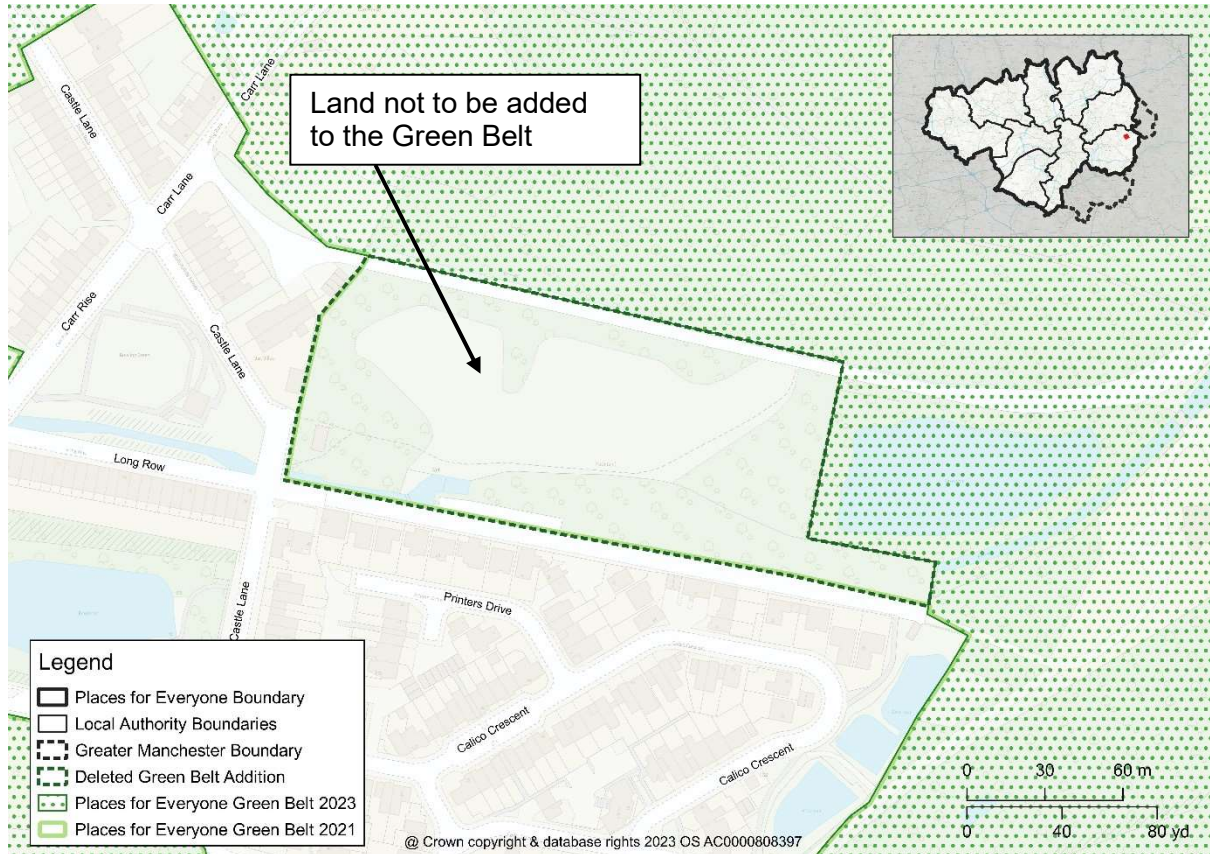 Castle Lane
Carr Lane
Carr Lane
Land not to be added
to the Green Belt
Carr Rise
Castle Lane
Long Row
Castle Lane
Printers Drive
Calico Crescent
Calico Crescent
Legend
Places for Everyone Boundary
Local Authority Boundaries
Greater Manchester Boundary
Deleted Green Belt Addition
Places for Everyone Green Belt 2023
Places for Everyone Green Belt 2021
@ Crown copyright & database rights 2023 OS AC0000808397
0 30 60 m
0 40 80 yd